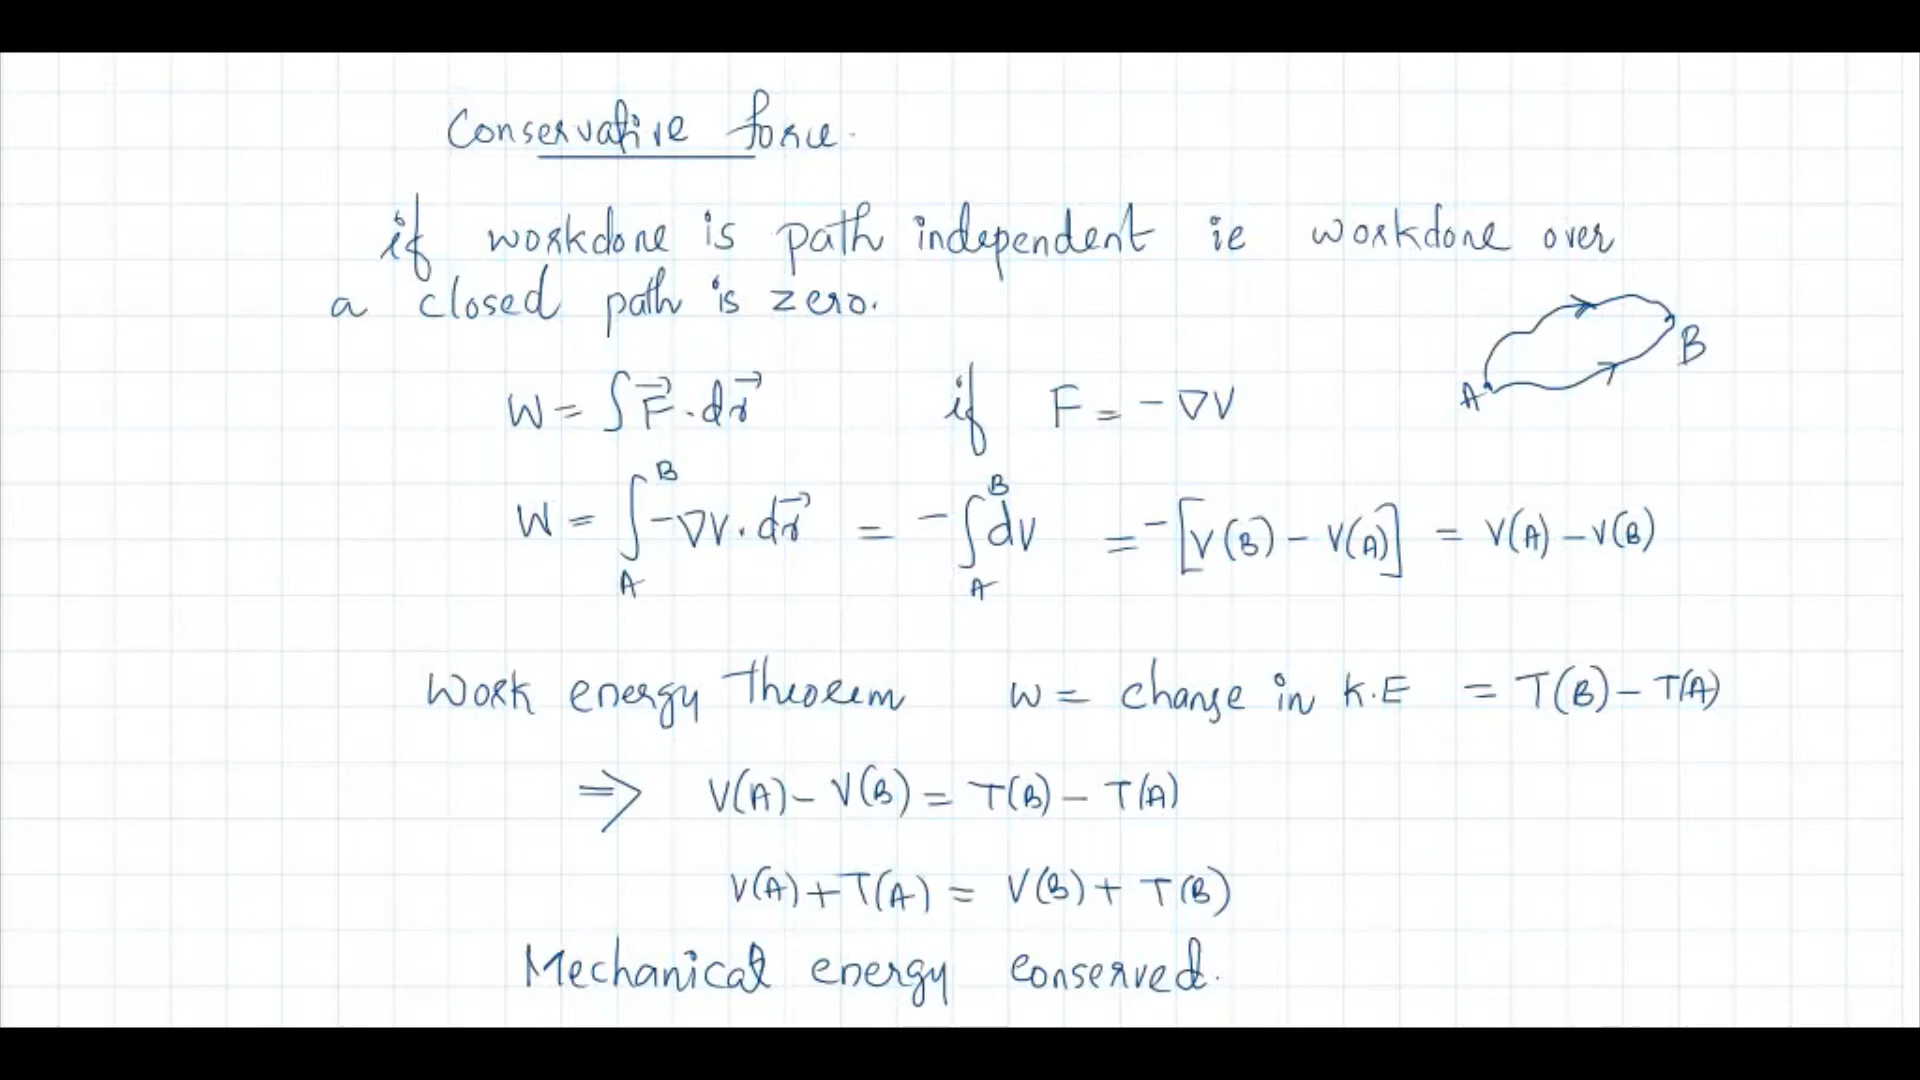 Conservative force.
if workdone is path independent ie workdone over
a closed path is zero.
A B
W = ∫F⃗.dr⃗ if F = -∇V
W = ∫_A^B -∇V.dr⃗ = -∫_A^B dV = -[V(B) - V(A)] = V(A) - V(B)
Work energy theorem W = change in K.E = T(B) - T(A)
⇒ V(A) - V(B) = T(B) - T(A)
V(A) + T(A) = V(B) + T(B)
Mechanical energy conserved.